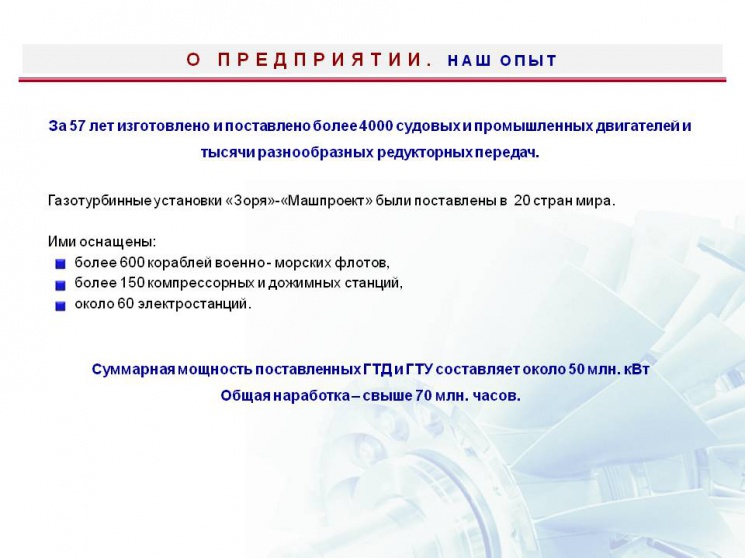 О ПРЕДПРИЯТИИ. НАШ ОПЫТ
За 57 лет изготовлено и поставлено более 4000 судовых и промышленных двигателей и
тысячи разнообразных редукторных передач.
Газотурбинные установки «Зоря»-«Машпроект» были поставлены в 20 стран мира.
Ими оснащены:
более 600 кораблей военно- морских флотов,
более 150 компрессорных и дожимных станций,
около 60 электростанций.
Суммарная мощность поставленных ГТД и ГТУ составляет около 50 млн. кВт
Общая наработка – свыше 70 млн. часов.